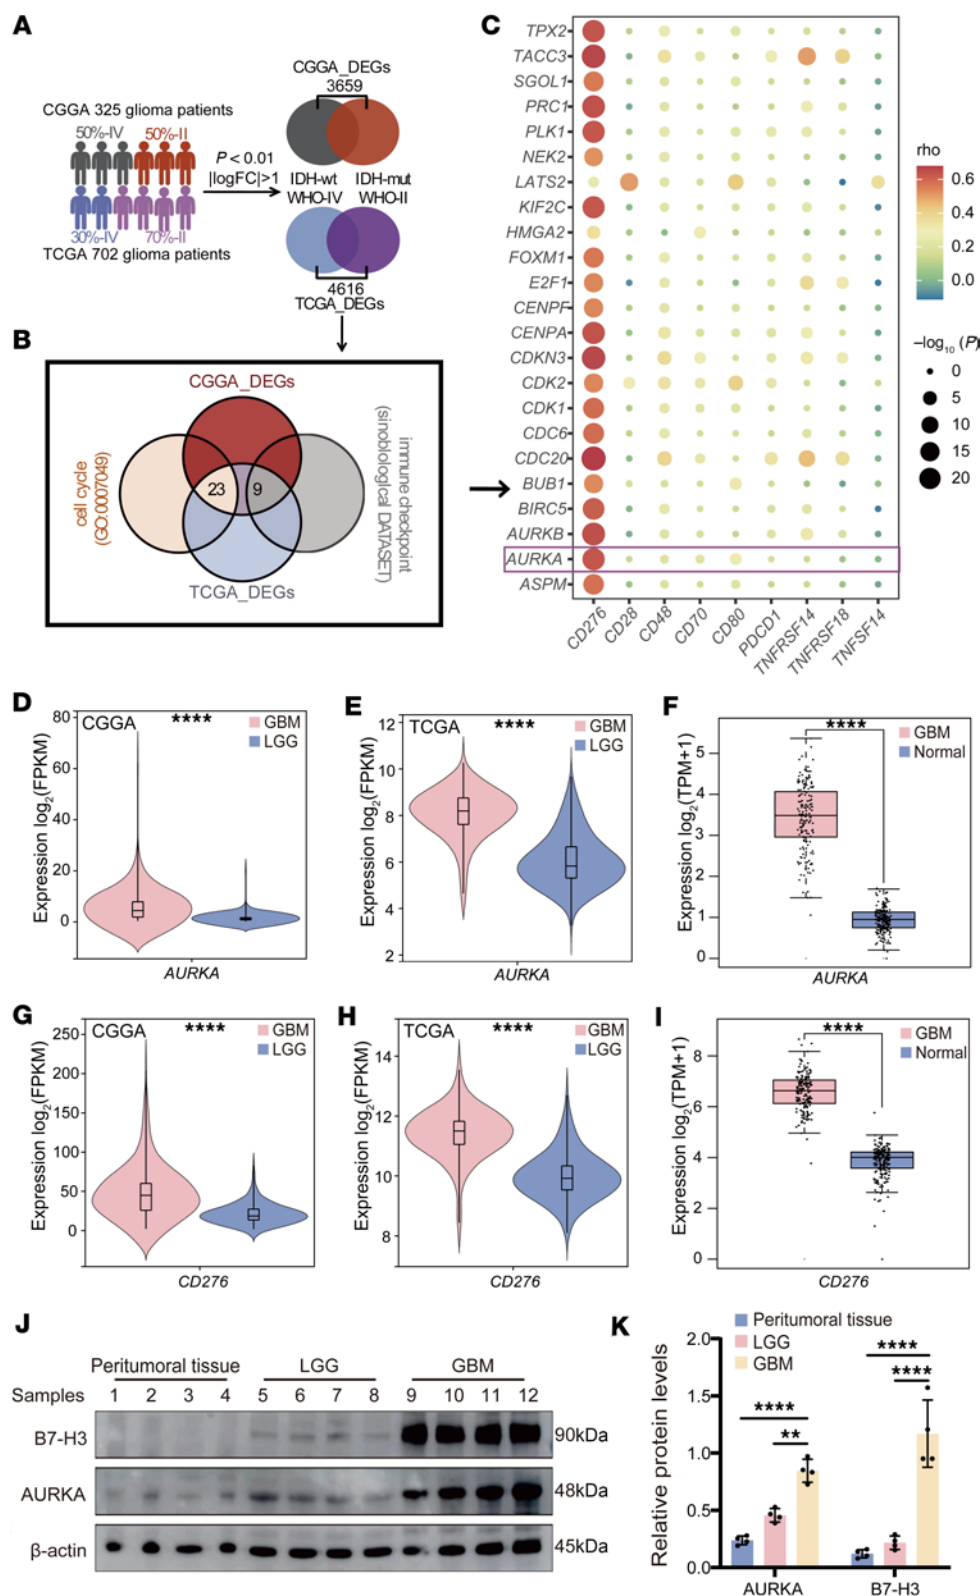 A
CGGA_DEGs
3659
CGGA 325 glioma patients
50%-IV 50%-II
P < 0.01
|logFC|>1
IDH-wt IDH-mut
WHO-IV WHO-II
30%-IV 70%-II
TCGA 702 glioma patients
4616
TCGA_DEGs
B
CGGA_DEGs
cell cycle
(GO:0007049)
23 9
immune checkpoint
(sinoblological DATASET)
TCGA_DEGs
C
TPX2
TACC3
SGOL1
PRC1
PLK1
NEK2
LATS2
KIF2C
HMGA2
FOXM1
E2F1
CENPF
CENPA
CDKN3
CDK2
CDK1
CDC6
CDC20
BUB1
BIRC5
AURKB
AURKA
ASPM
CD276 CD28 CD48 CD70 CD80 PDCD1 TNFRSF14 TNFRSF18 TNFSF14
rho
0.6
0.4
0.2
0.0
–log10 (P)
0
5
10
15
20
D
CGGA **** GBM
LGG
Expression log2(FPKM)
80
60
40
20
0
AURKA
E
TCGA **** GBM
LGG
Expression log2(FPKM)
12
10
8
6
4
2
AURKA
F
**** GBM
Normal
Expression log2(TPM+1)
5
4
3
2
1
0
AURKA
G
CGGA **** GBM
LGG
Expression log2(FPKM)
250
200
150
100
50
0
CD276
H
TCGA **** GBM
LGG
Expression log2(FPKM)
14
12
10
8
CD276
I
**** GBM
Normal
Expression log2(TPM+1)
8
6
4
2
0
CD276
J
Peritumoral tissue LGG GBM
Samples 1 2 3 4 5 6 7 8 9 10 11 12
B7-H3 90kDa
AURKA 48kDa
β-actin 45kDa
K
Peritumoral tissue
LGG
GBM
Relative protein levels
2.0
1.5
1.0
0.5
0.0
**** ** **** ****
AURKA B7-H3